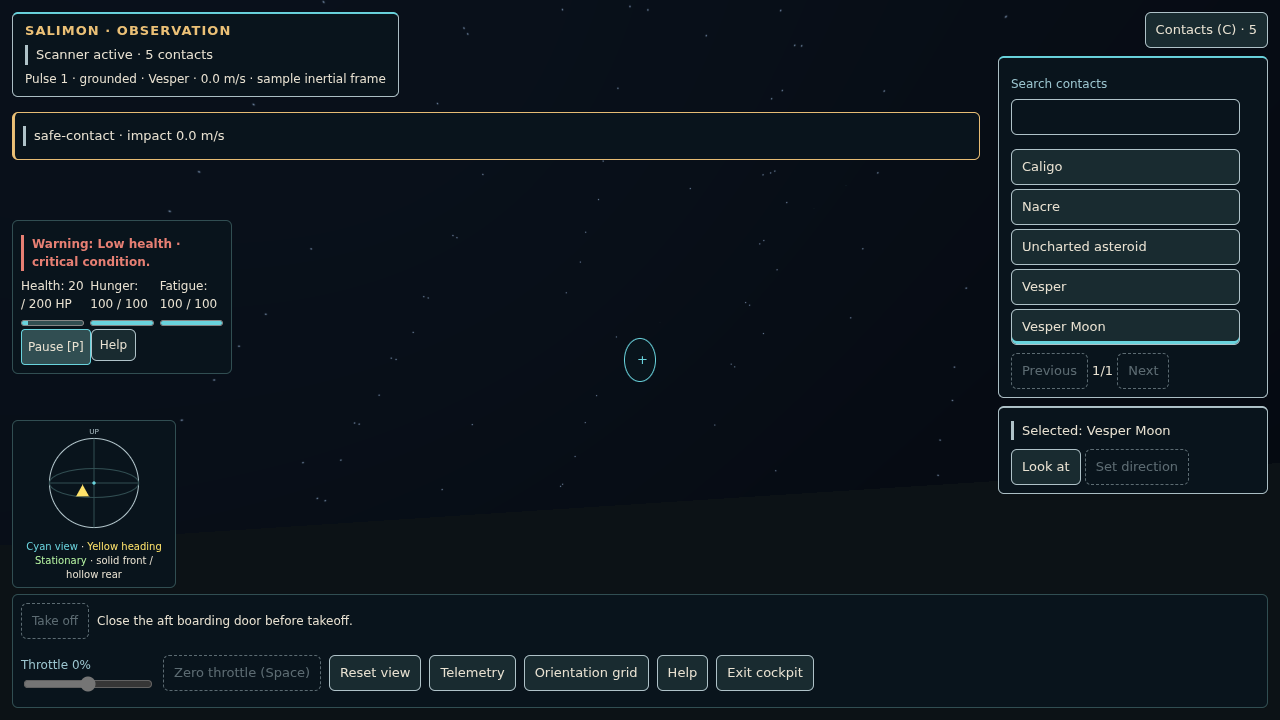 SALIMON · OBSERVATION
Scanner active · 5 contacts
Pulse 1 · grounded · Vesper · 0.0 m/s · sample inertial frame
Contacts (C) · 5
safe-contact · impact 0.0 m/s
Search contacts
Caligo
Nacre
Uncharted asteroid
Vesper
Vesper Moon
Previous 1/1 Next
Selected: Vesper Moon
Look at Set direction
Warning: Low health ·
critical condition.
Health: 20 Hunger: Fatigue:
/ 200 HP 100 / 100 100 / 100
Pause [P] Help
+
UP
Cyan view · Yellow heading
Stationary · solid front /
hollow rear
Take off Close the aft boarding door before takeoff.
Throttle 0%
Zero throttle (Space) Reset view Telemetry Orientation grid Help Exit cockpit